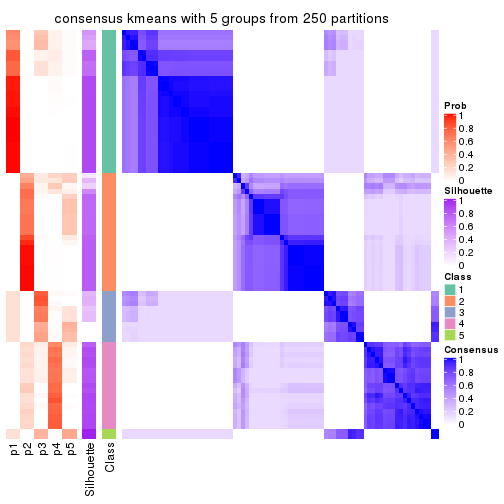 consensus kmeans with 5 groups from 250 partitions
Prob
1
0.8
0.6
0.4
0.2
0
Silhouette
1
0.8
0.6
0.4
0.2
0
Class
1
2
3
4
5
Consensus
1
0.8
0.6
0.4
0.2
0
p1
p2
p3
p4
p5
Silhouette
Class